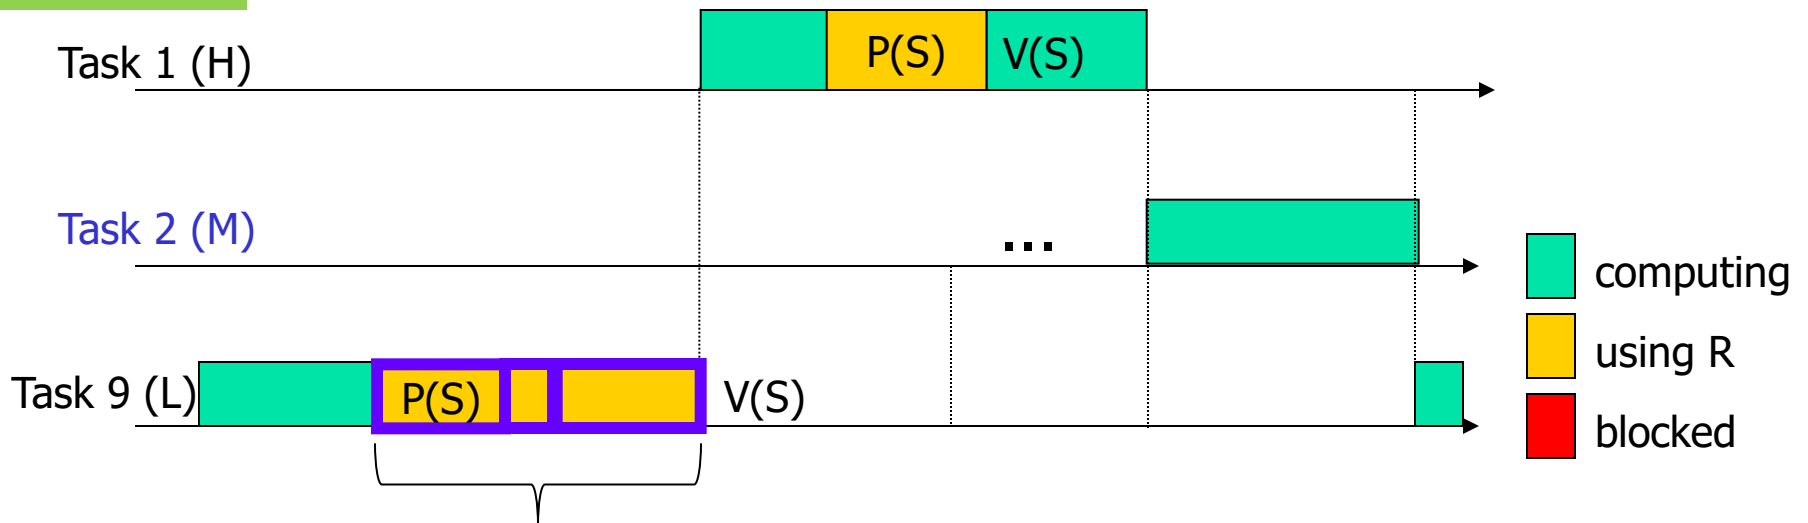 Task 1 (H)
P(S)
V(S)
Task 2 (M)
...
computing
using R
Task 9 (L)
P(S)
V(S)
blocked